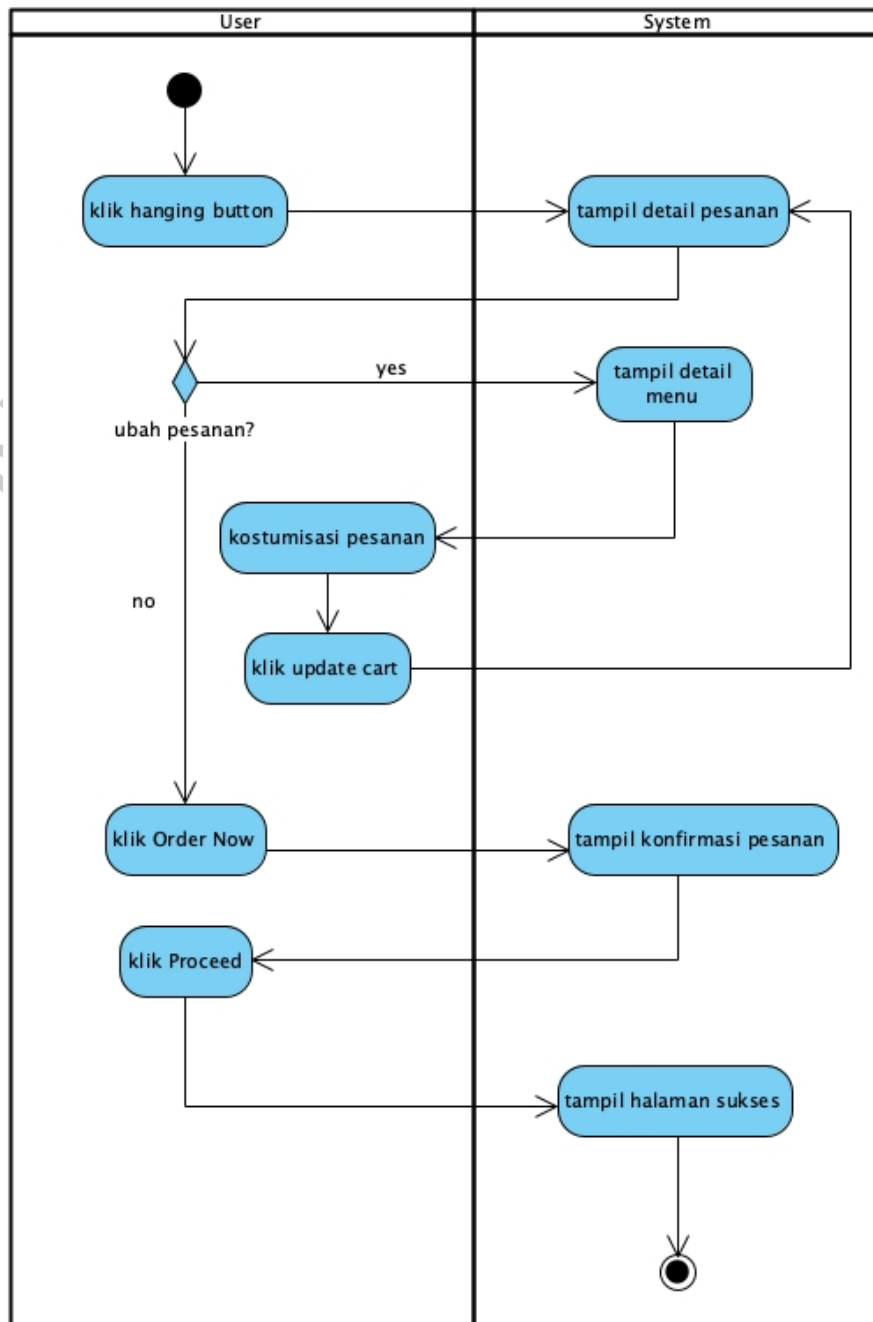 User
System
klik hanging button
tampil detail pesanan
yes
tampil detail
menu
ubah pesanan?
kostumisasi pesanan
no
klik update cart
klik Order Now
tampil konfirmasi pesanan
klik Proceed
tampil halaman sukses